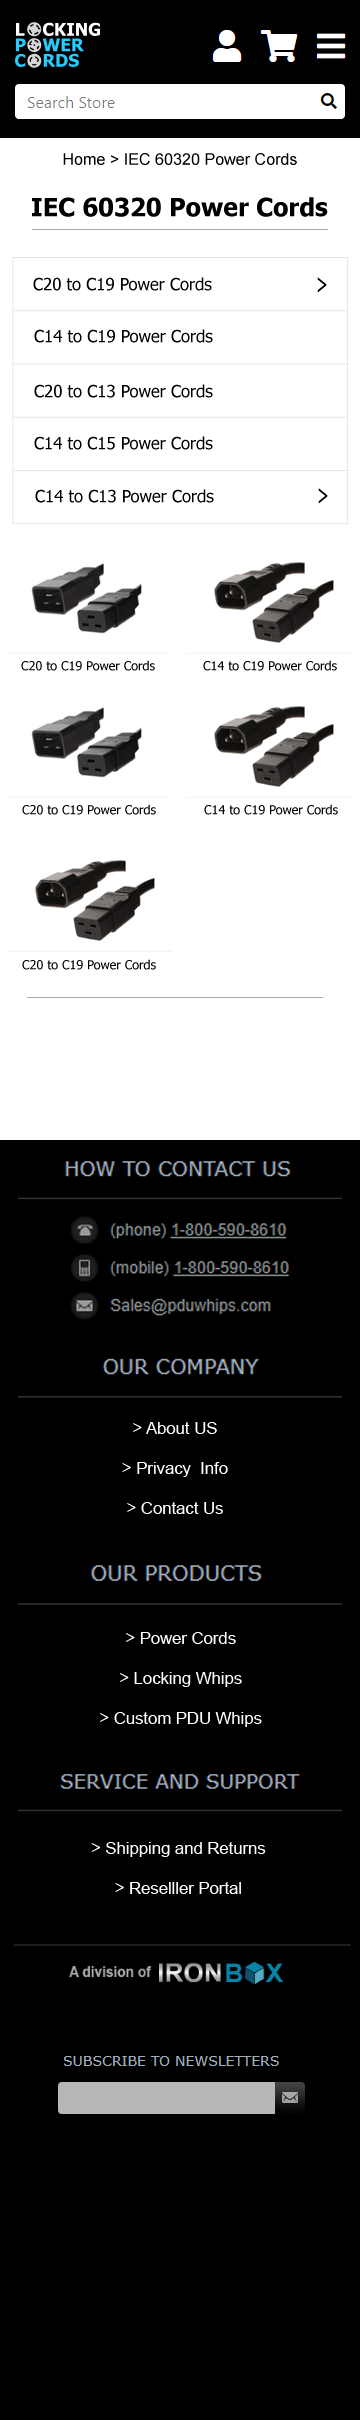 LOCKING
POWER
CORDS
Search Store
Home > IEC 60320 Power Cords
IEC 60320 Power Cords
C20 to C19 Power Cords
C14 to C19 Power Cords
C20 to C13 Power Cords
C14 to C15 Power Cords
C14 to C13 Power Cords
C20 to C19 Power Cords
C14 to C19 Power Cords
C20 to C19 Power Cords
C14 to C19 Power Cords
C20 to C19 Power Cords
HOW TO CONTACT US
(phone) 1-800-590-8610
(mobile) 1-800-590-8610
Sales@pduwhips.com
OUR COMPANY
> About US
> Privacy Info
> Contact Us
OUR PRODUCTS
> Power Cords
> Locking Whips
> Custom PDU Whips
SERVICE AND SUPPORT
> Shipping and Returns
> Reselller Portal
A division of IRONBOX
SUBSCRIBE TO NEWSLETTERS